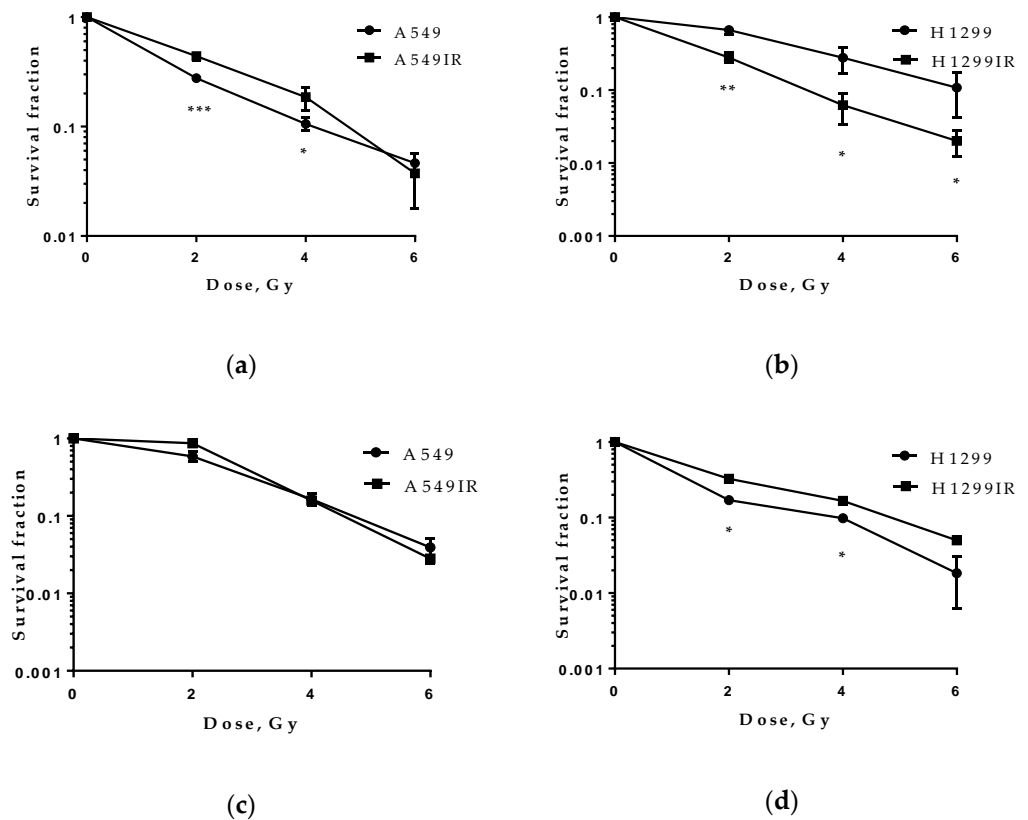 A549
A549IR
Survival fraction
1
0.1
0.01
***
*
0 2 4 6
Dose, Gy
(a)
H1299
H1299IR
Survival fraction
1
0.1
0.01
0.001
**
*
*
0 2 4 6
Dose, Gy
(b)
A549
A549IR
Survival fraction
1
0.1
0.01
0.001
0 2 4 6
Dose, Gy
(c)
H1299
H1299IR
Survival fraction
1
0.1
0.01
0.001
*
*
0 2 4 6
Dose, Gy
(d)